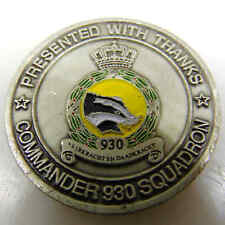 PRESENTED WITH THANKS
930
COMMANDER 930 SQUADRON